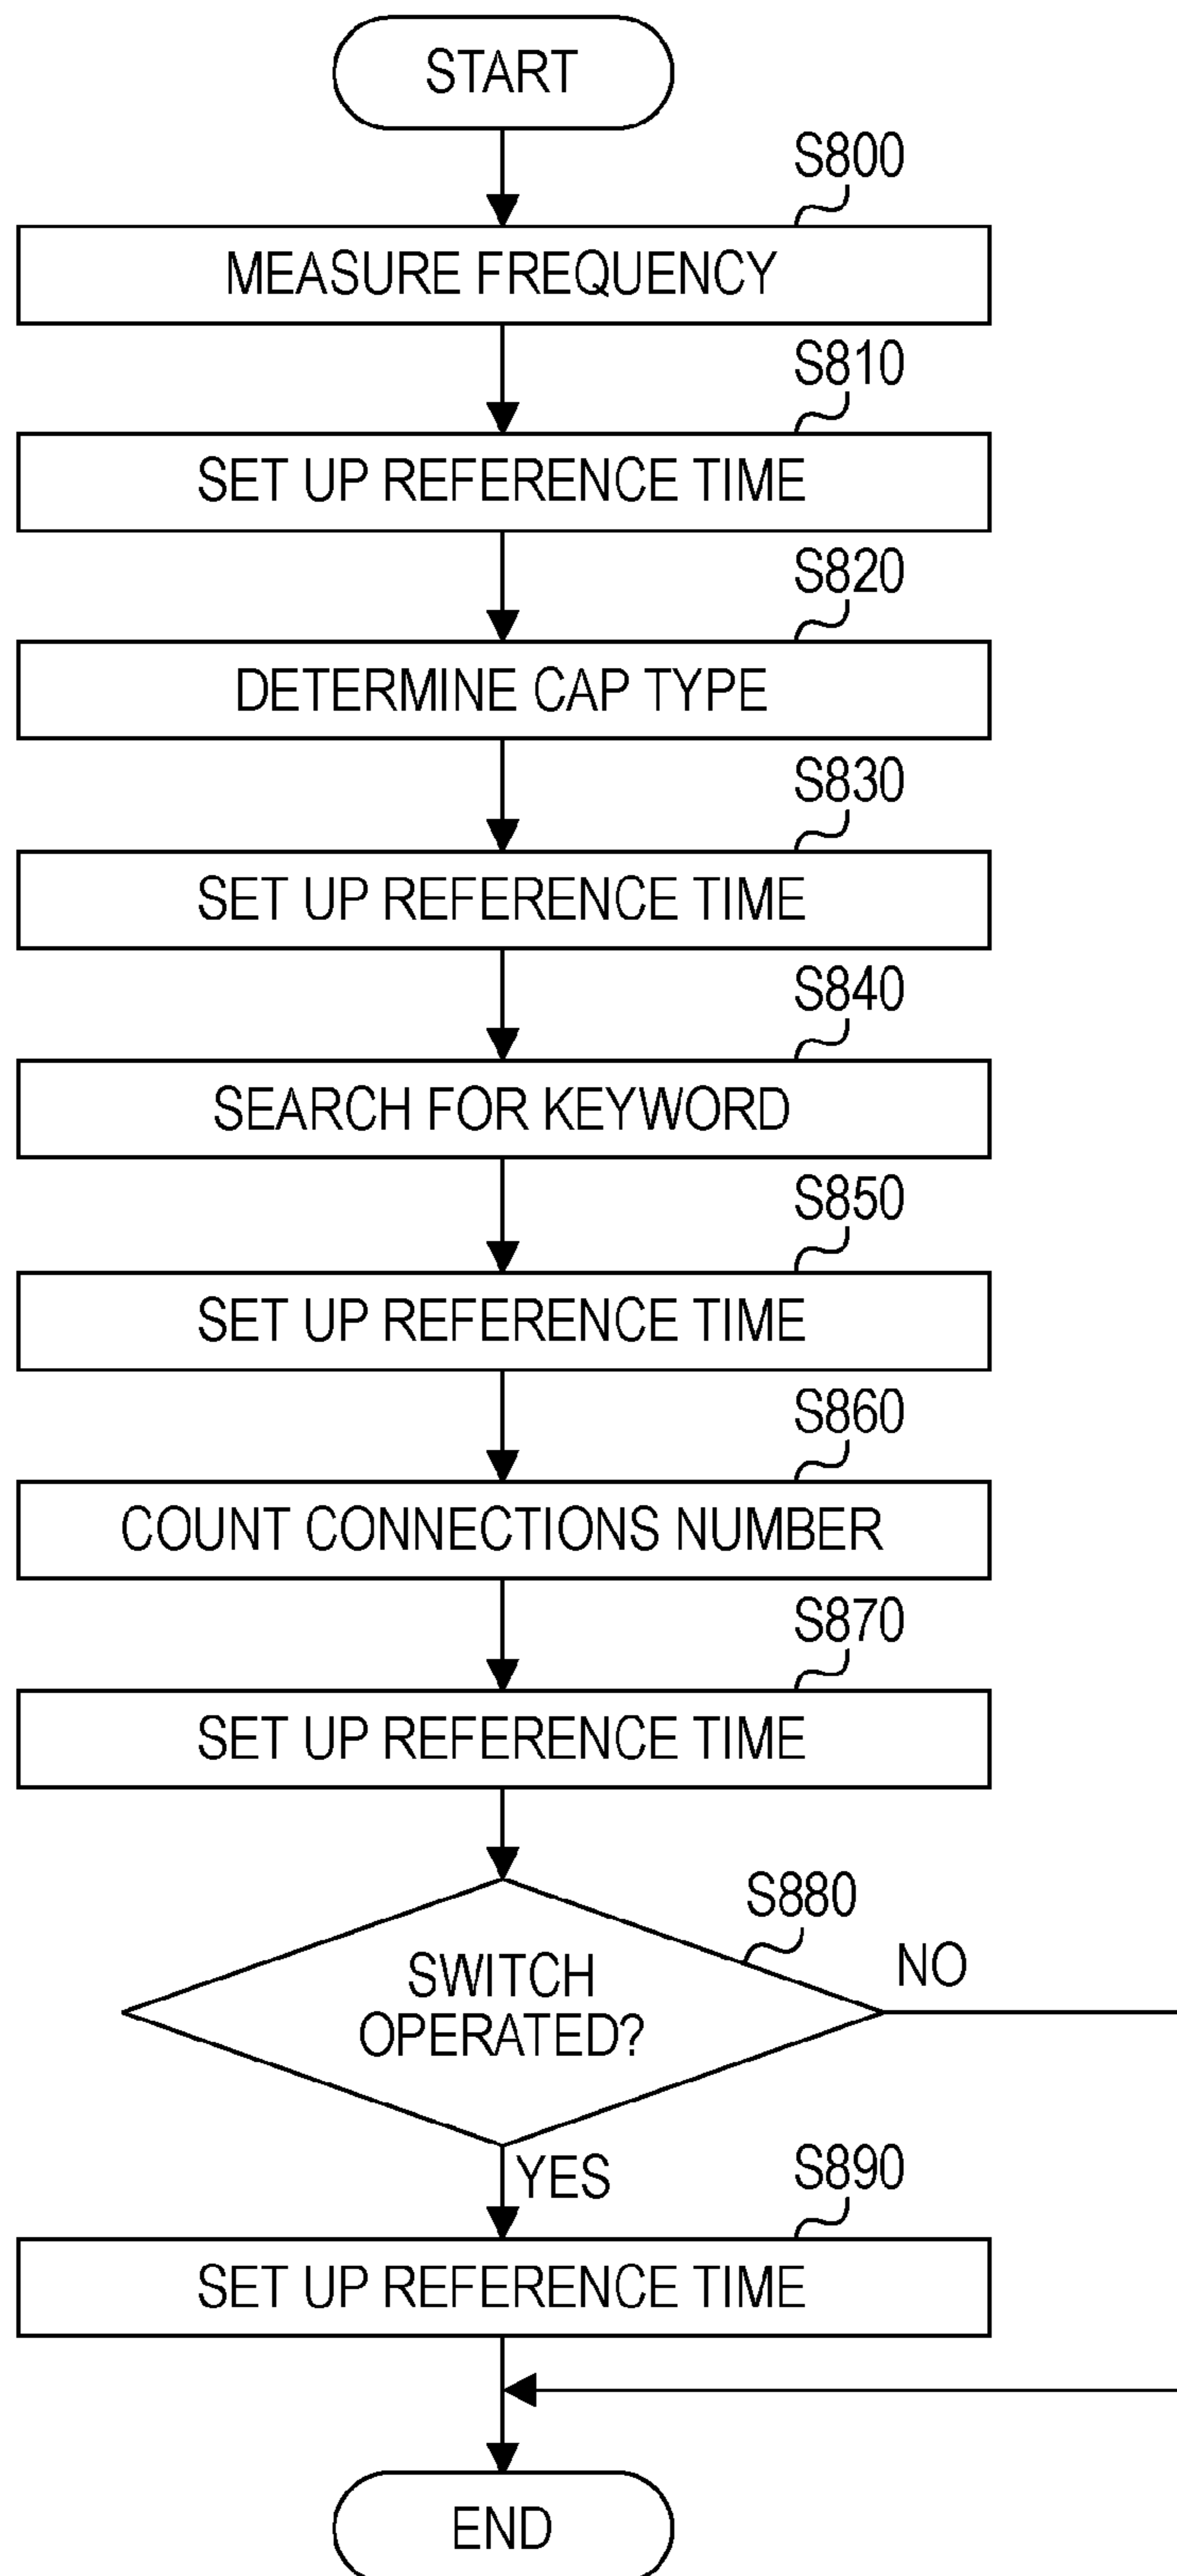 START
S800
MEASURE FREQUENCY
S810
SET UP REFERENCE TIME
S820
DETERMINE CAP TYPE
S830
SET UP REFERENCE TIME
S840
SEARCH FOR KEYWORD
S850
SET UP REFERENCE TIME
S860
COUNT CONNECTIONS NUMBER
S870
SET UP REFERENCE TIME
S880
NO
SWITCH
OPERATED?
YES
S890
SET UP REFERENCE TIME
END